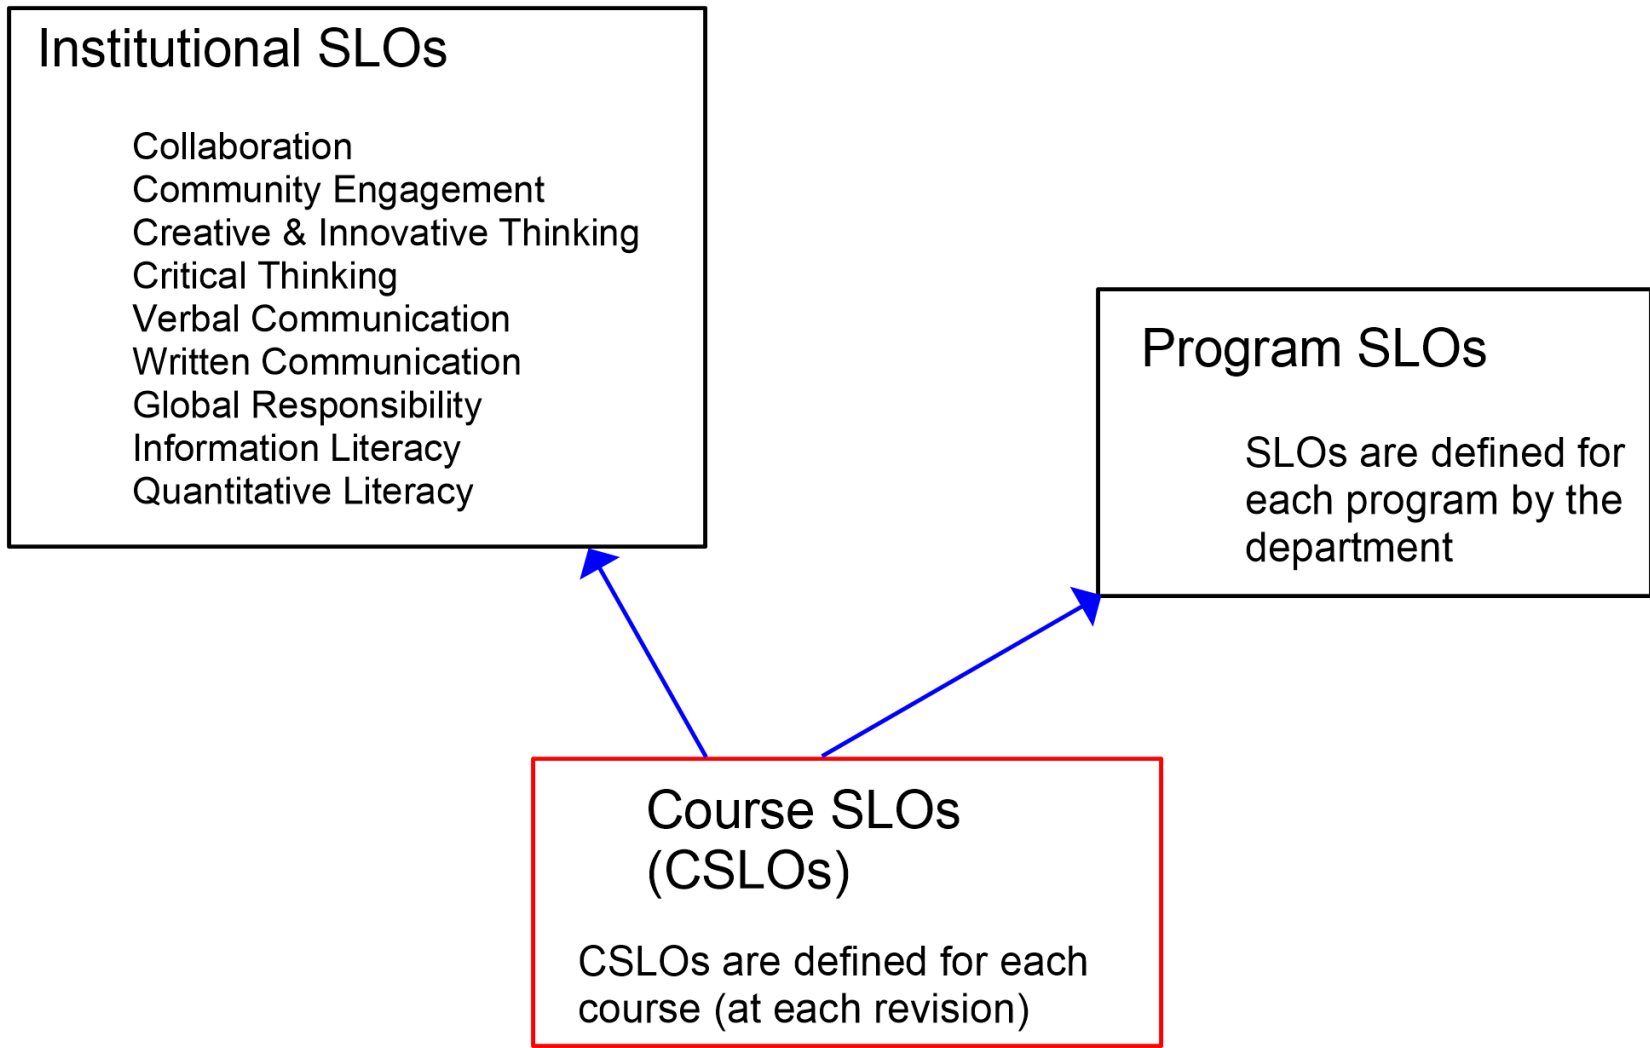 Institutional SLOs
Collaboration
Community Engagement
Creative & Innovative Thinking
Critical Thinking
Verbal Communication
Written Communication
Global Responsibility
Information Literacy
Quantitative Literacy
Program SLOs
SLOs are defined for
each program by the
department
Course SLOs
(CSLOs)
CSLOs are defined for each
course (at each revision)